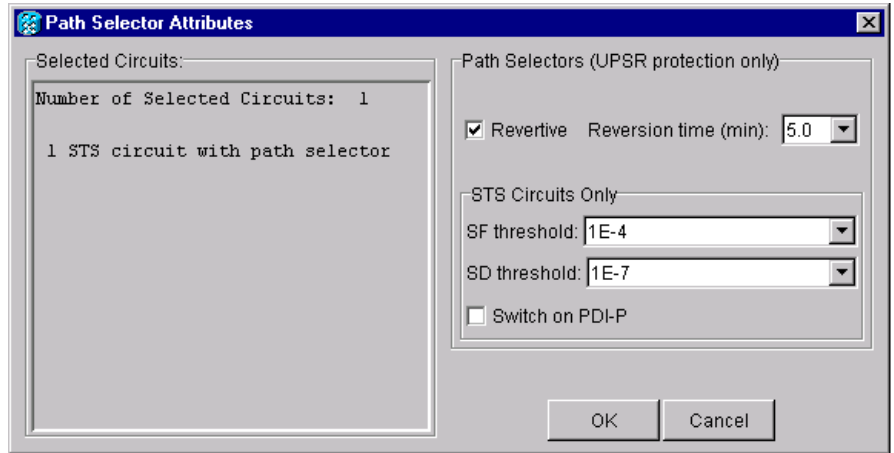 Path Selector Attributes
Selected Circuits:
Number of Selected Circuits: 1
1 STS circuit with path selector
Path Selectors (UPSR protection only)
Revertive Reversion time (min): 5.0
STS Circuits Only
SF threshold: 1E-4
SD threshold: 1E-7
Switch on PDI-P
OK Cancel